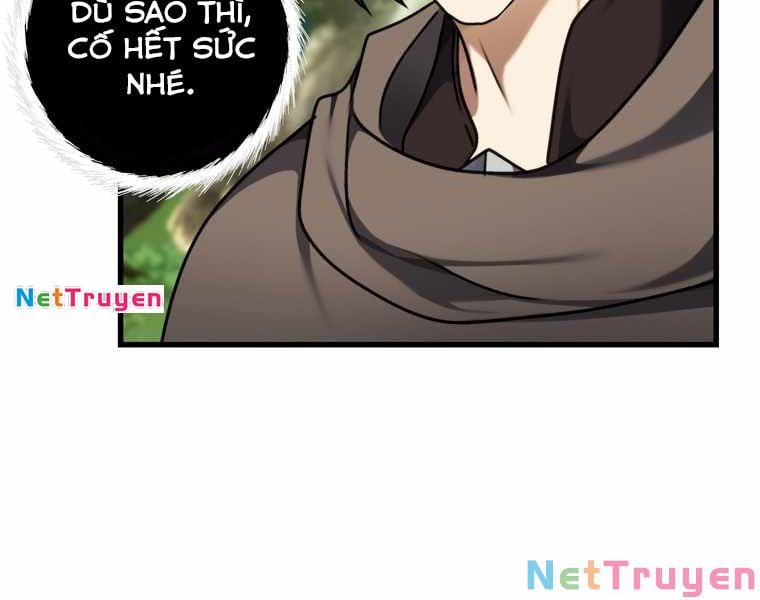 DÙ SAO THÌ,
CỐ HẾT SỨC
NHÉ.
NetTruyen
NetTruyen